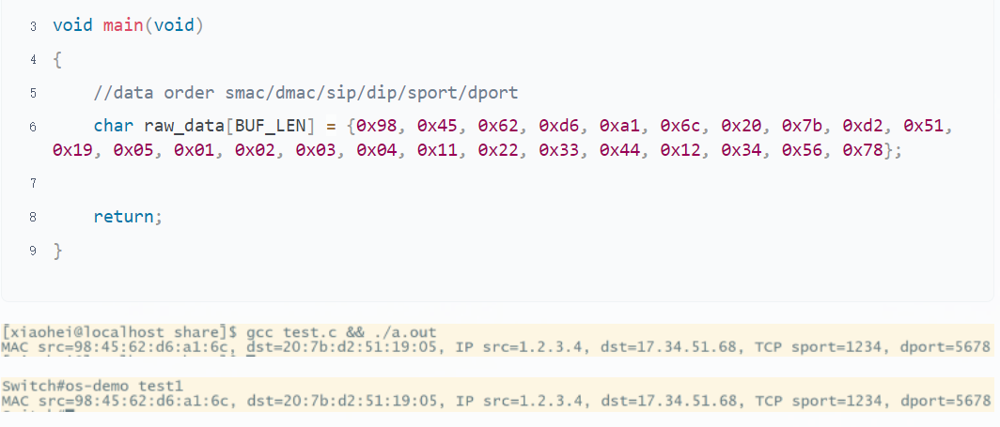 3 void main(void)
4 {
5 //data order smac/dmac/sip/dip/sport/dport
6 char raw_data[BUF_LEN] = {0x98, 0x45, 0x62, 0xd6, 0xa1, 0x6c, 0x20, 0x7b, 0xd2, 0x51,
0x19, 0x05, 0x01, 0x02, 0x03, 0x04, 0x11, 0x22, 0x33, 0x44, 0x12, 0x34, 0x56, 0x78};
7
8 return;
9 }
[xiaohei@localhost share]$ gcc test.c && ./a.out
MAC src=98:45:62:d6:a1:6c, dst=20:7b:d2:51:19:05, IP src=1.2.3.4, dst=17.34.51.68, TCP sport=1234, dport=5678
Switch#os-demo test1
MAC src=98:45:62:d6:a1:6c, dst=20:7b:d2:51:19:05, IP src=1.2.3.4, dst=17.34.51.68, TCP sport=1234, dport=5678